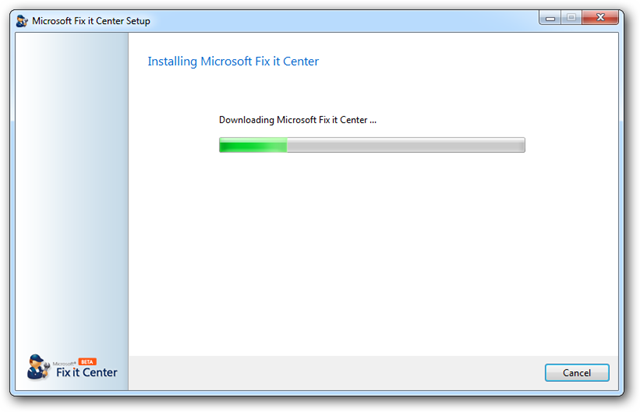 Microsoft Fix it Center Setup
Installing Microsoft Fix it Center
Downloading Microsoft Fix it Center ...
Microsoft® BETA
Fix it Center
Cancel